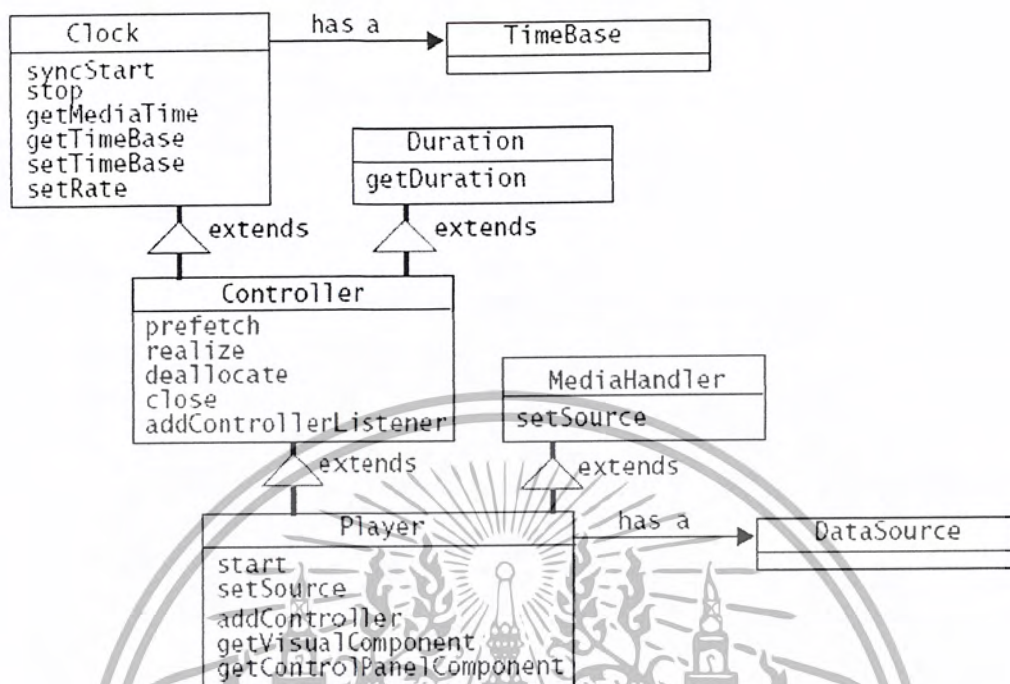 Clock
has a
TimeBase
syncStart
stop
getMediaTime
getTimeBase
setTimeBase
setRate
Duration
getDuration
extends
extends
Controller
prefetch
realize
deallocate
close
addControllerListener
MediaHandler
setSource
extends
extends
Player
has a
DataSource
start
setSource
addController
getVisualComponent
getControlPanelComponent